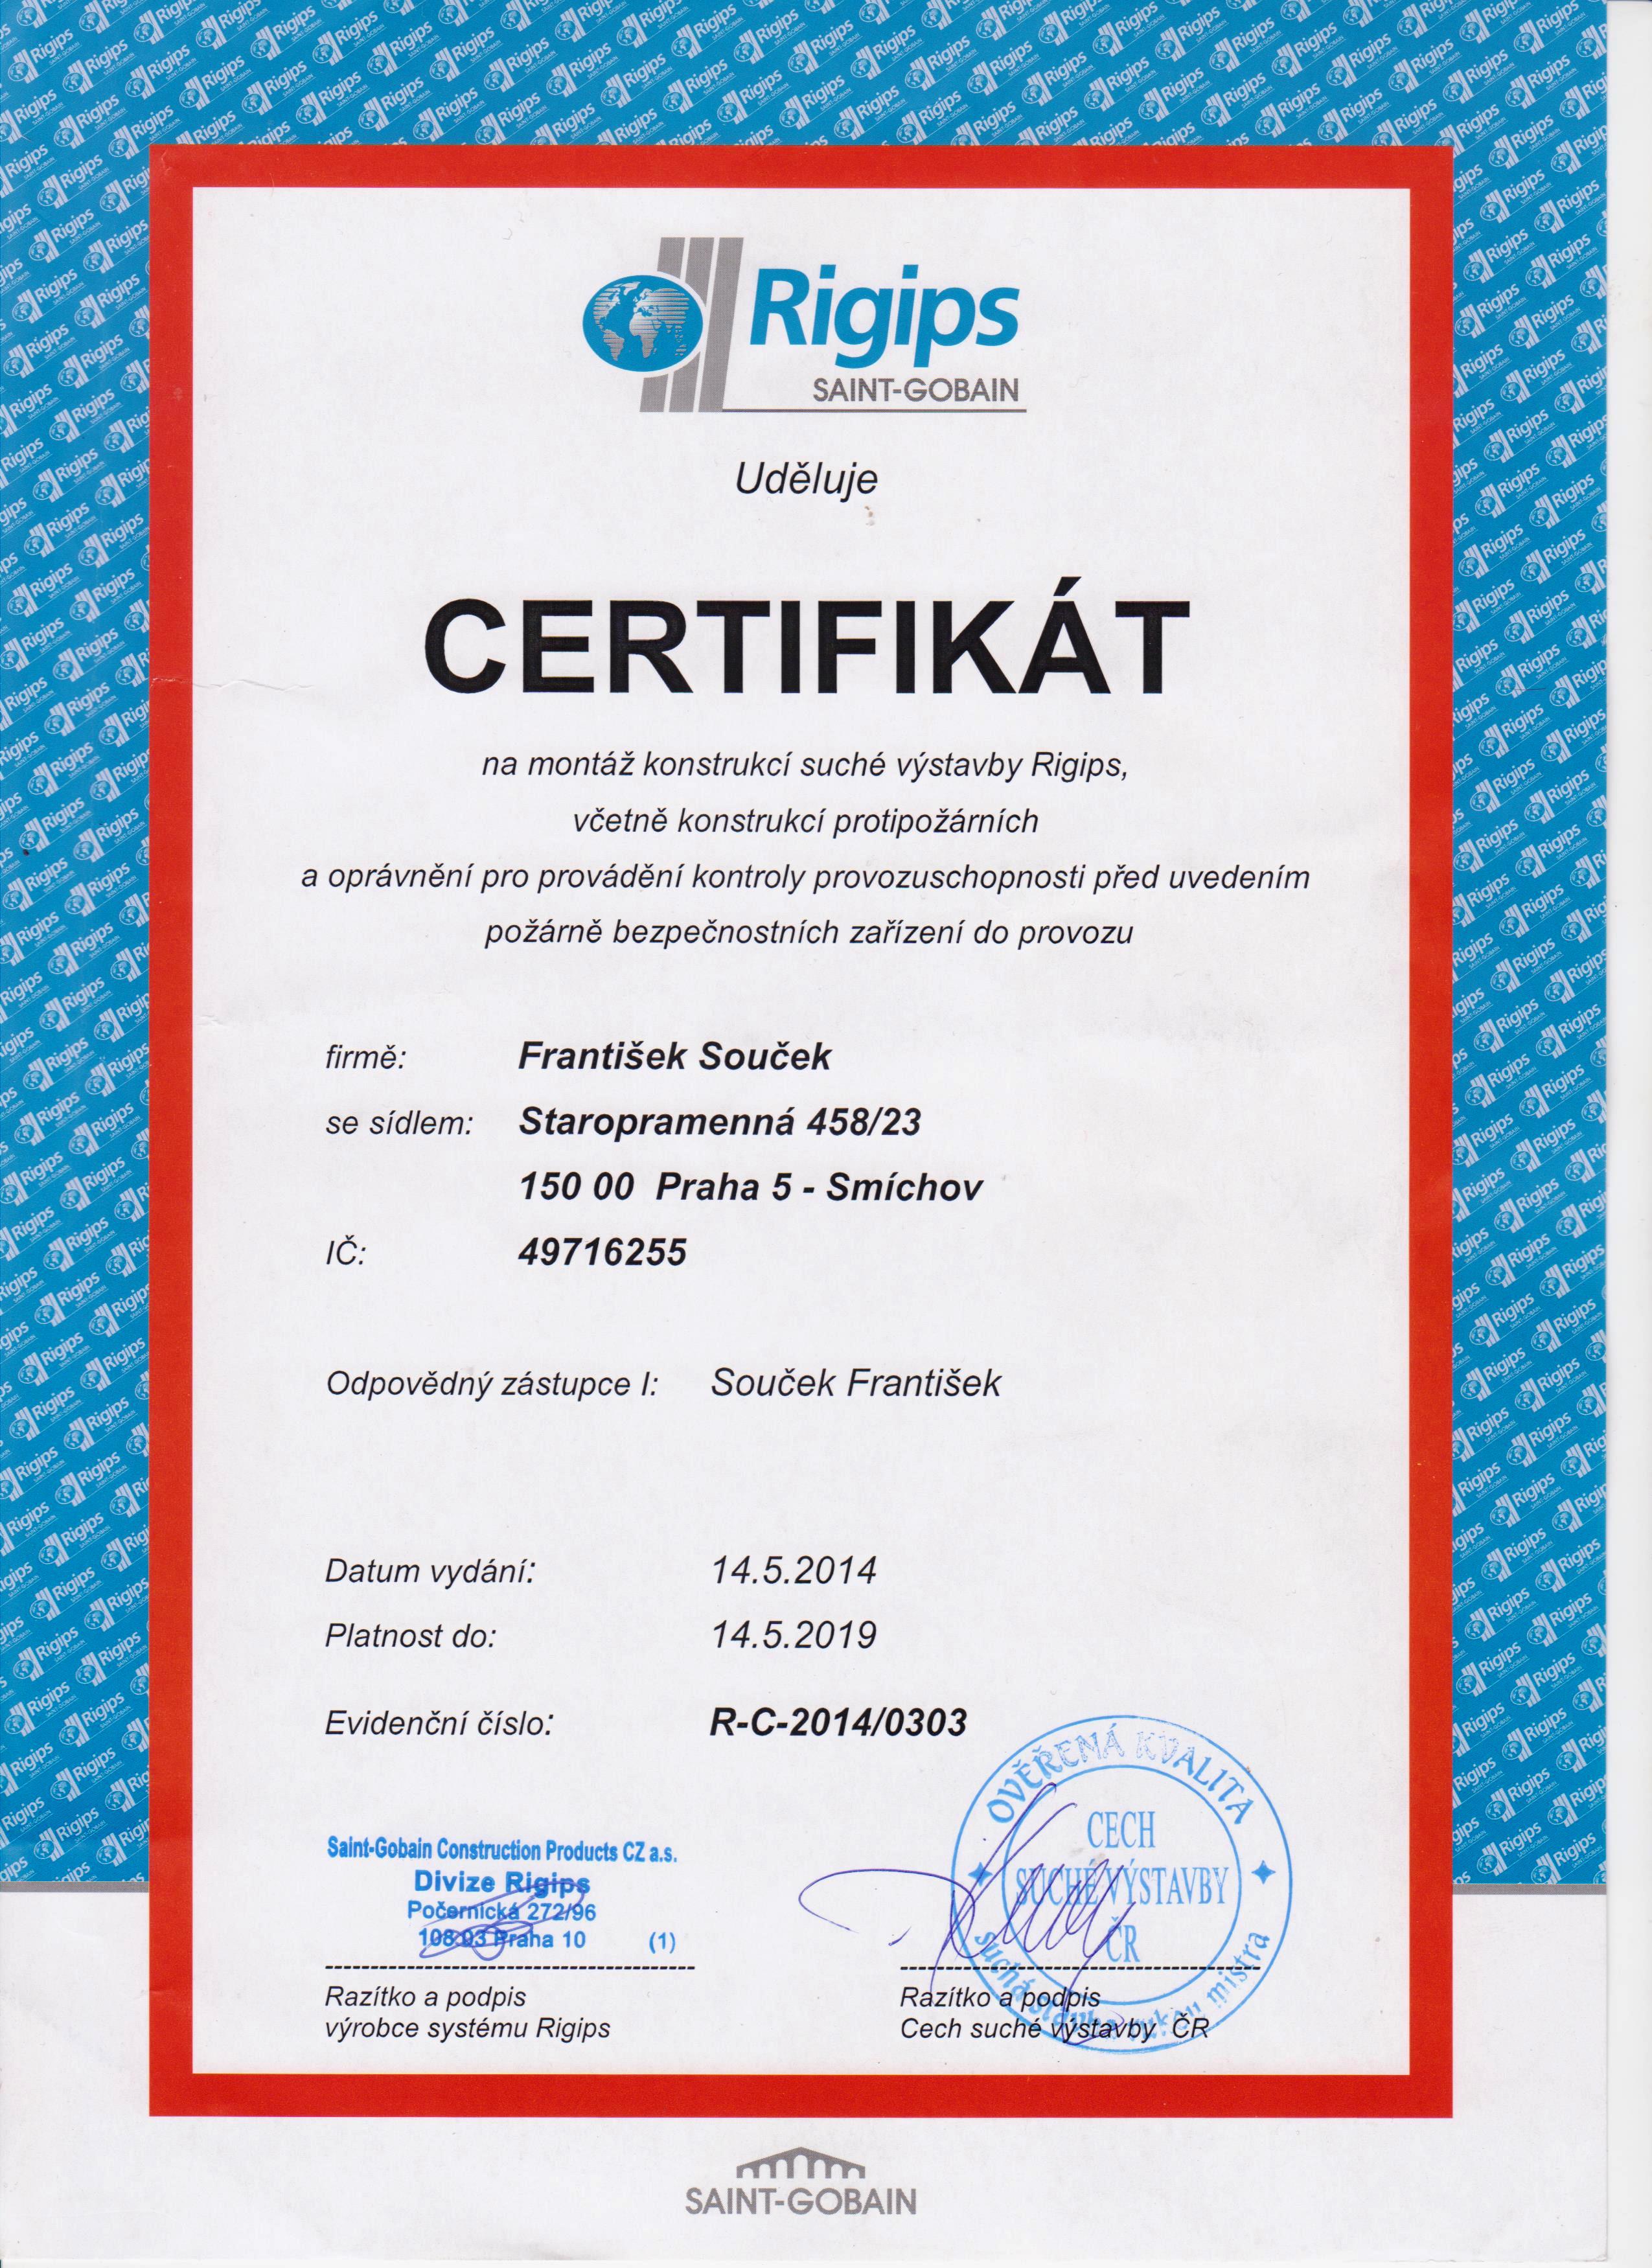 Rigips
SAINT-GOBAIN
Uděluje
CERTIFIKÁT
na montáž konstrukcí suché výstavby Rigips,
včetně konstrukcí protipožárních
a oprávnění pro provádění kontroly provozuschopnosti před uvedením
požárně bezpečnostních zařízení do provozu
firmě: František Souček
se sídlem: Staropramenná 458/23
150 00 Praha 5 - Smíchov
IČ: 49716255
Odpovědný zástupce I: Souček František
Datum vydání: 14.5.2014
Platnost do: 14.5.2019
Evidenční číslo: R-C-2014/0303
Saint-Gobain Construction Products CZ a.s.
Divize Rigips
Počernická 272/96
108 03 Praha 10 (1)
OVĚŘENÁ KVALITA
CECH
SUCHÉ VÝSTAVBY
ČR
suchá stavba rukou mistra
Razítko a podpis
výrobce systému Rigips
Razítko a podpis
Cech suché výstavby ČR
SAINT-GOBAIN